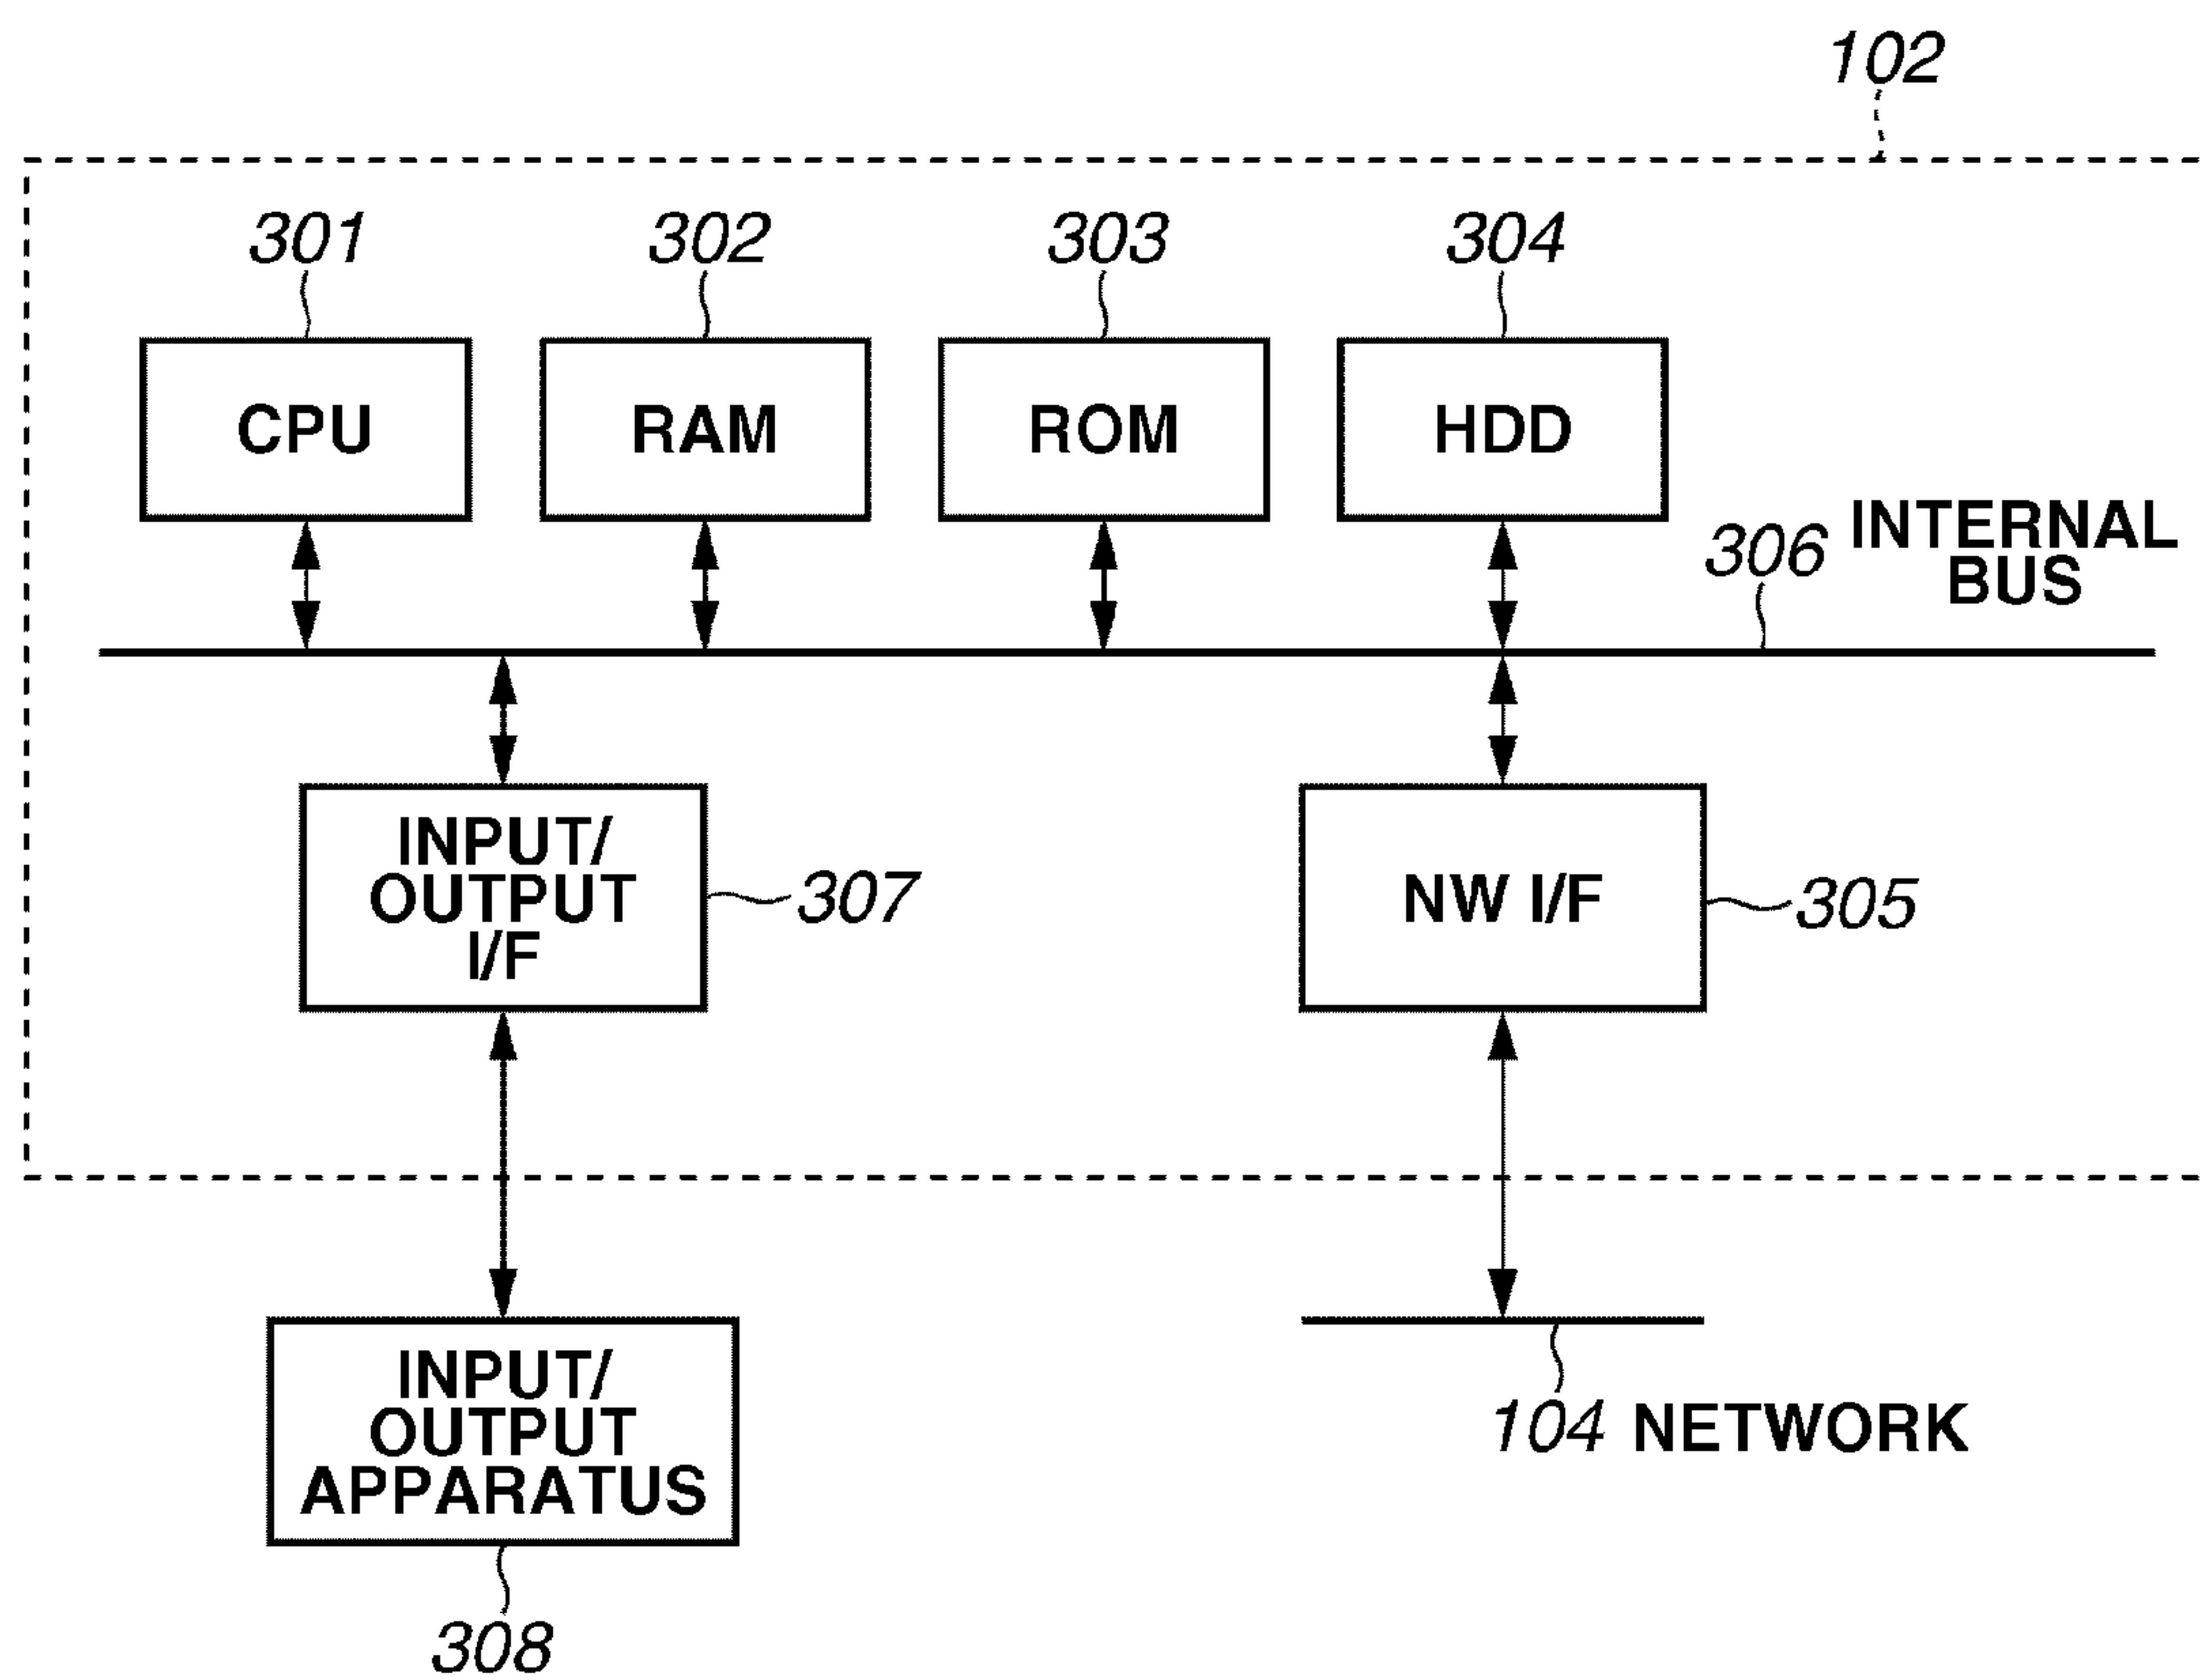 102
301
302
303
304
CPU
RAM
ROM
HDD
306
INTERNAL
BUS
INPUT/
OUTPUT
I/F
307
NW I/F
305
INPUT/
OUTPUT
APPARATUS
308
104 NETWORK